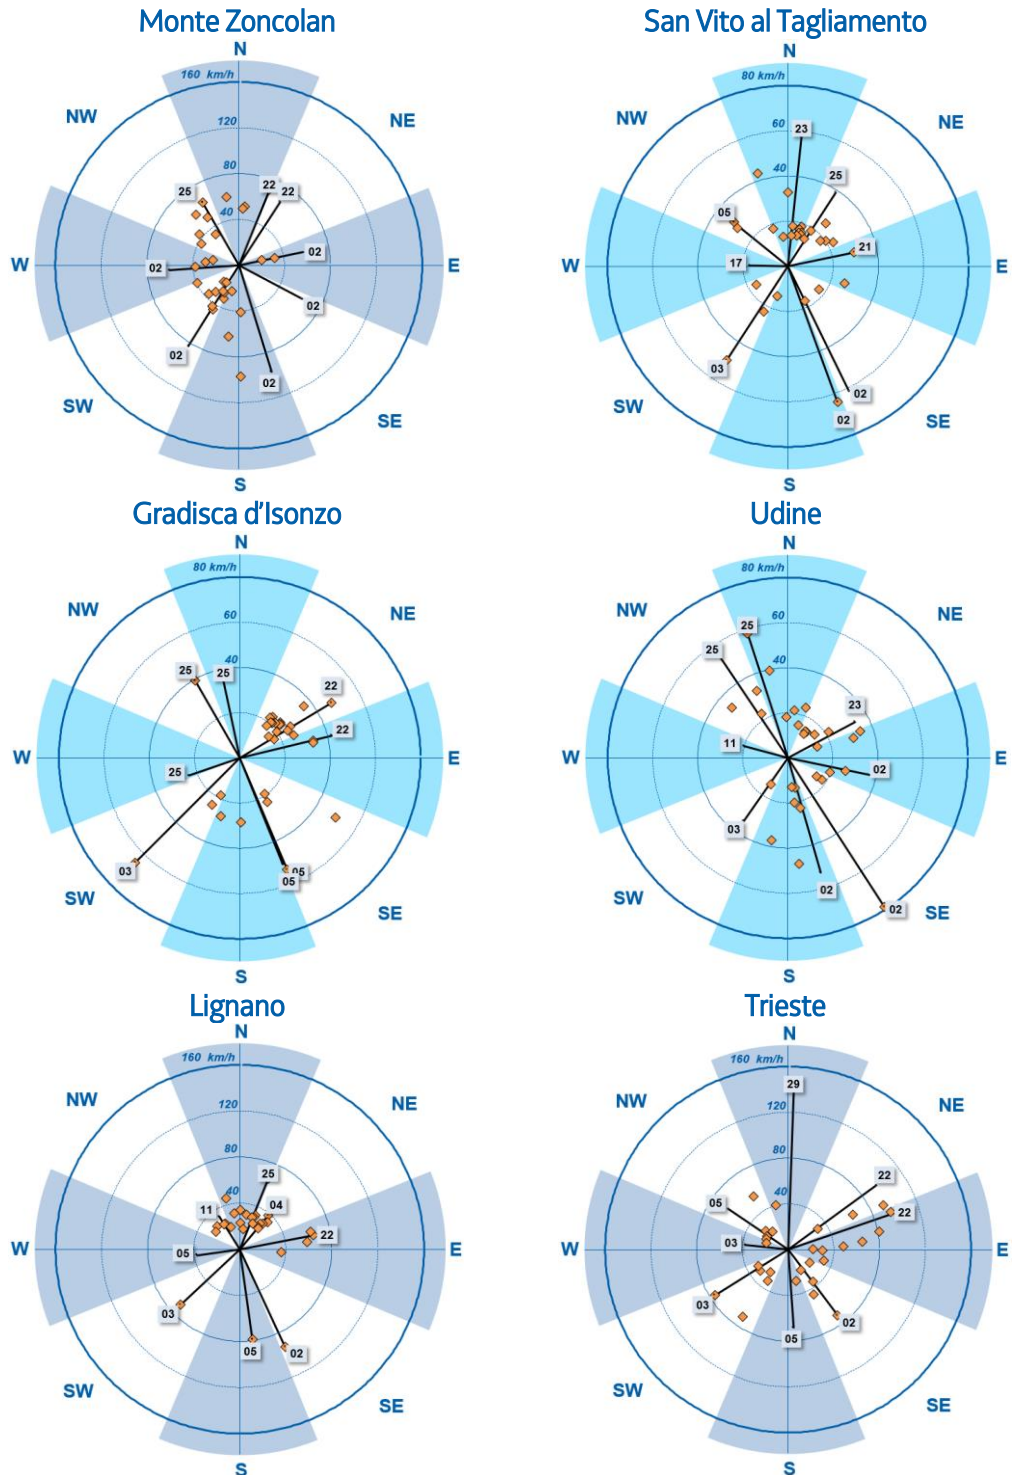 Monte Zoncolan
N
160 km/h
NW
NE
120
80
40
25
22
22
02
02
W
E
02
02
02
SW
SE
S
San Vito al Tagliamento
N
80 km/h
NW
NE
60
23
40
25
05
21
17
W
E
03
02
02
SW
SE
S
Gradisca d'Isonzo
N
80 km/h
NW
NE
60
40
25
25
22
22
W
E
25
03
05
05
SW
SE
S
Udine
N
80 km/h
NW
NE
60
25
25
40
23
11
W
E
02
03
02
02
SW
SE
S
Lignano
N
160 km/h
NW
NE
120
80
25
40
04
11
22
W
E
05
03
05
02
SW
SE
S
Trieste
N
160 km/h
29
NW
NE
120
80
22
40
05
22
03
W
E
03
02
05
SW
SE
S